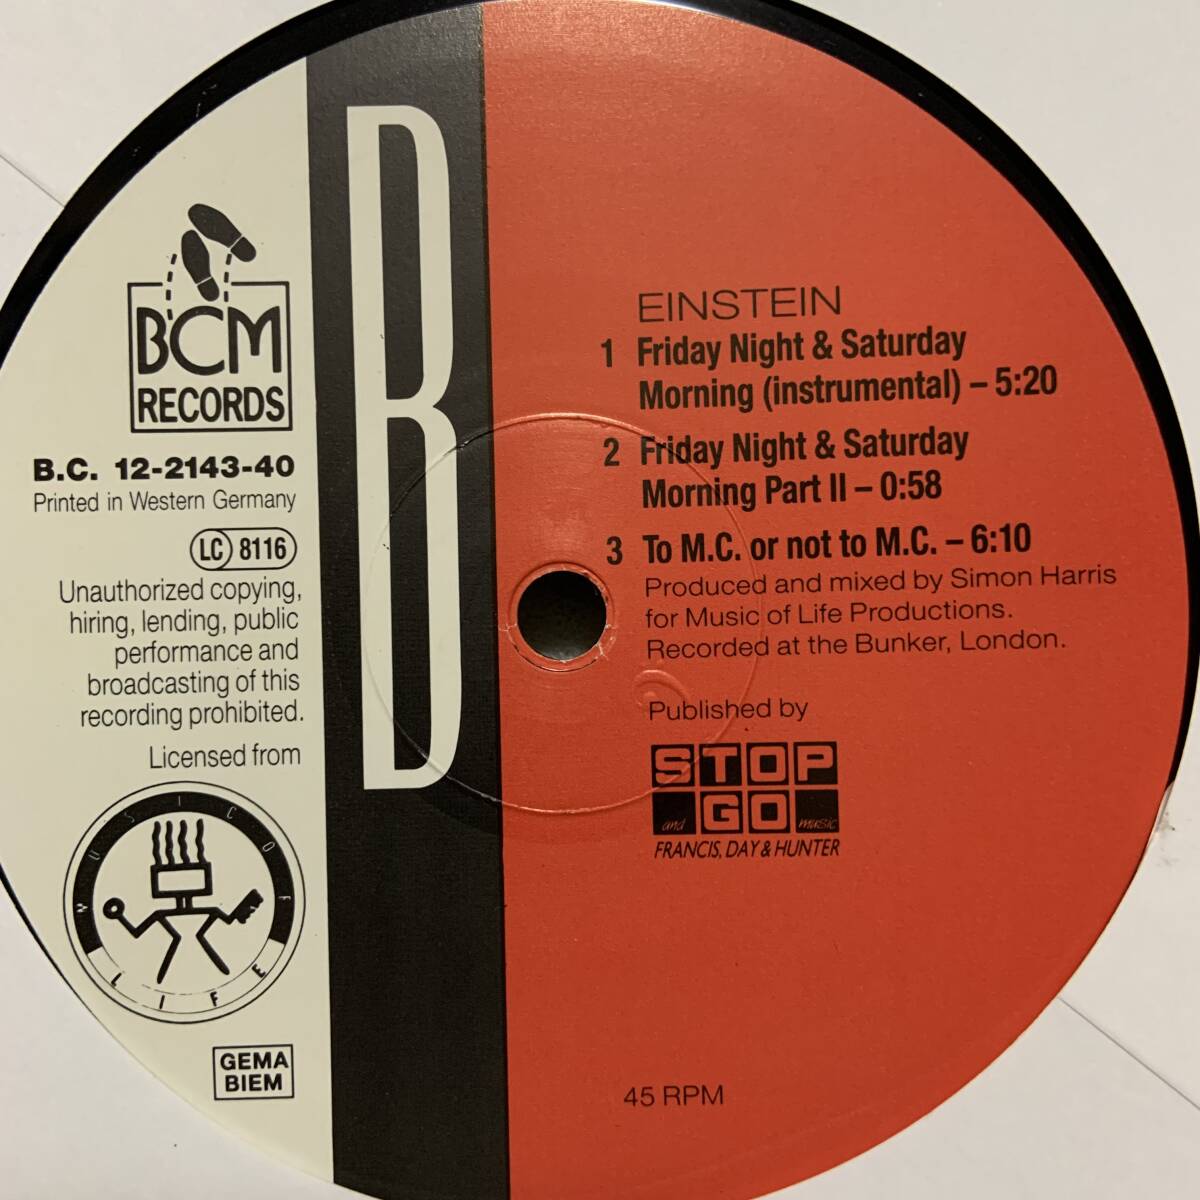 BCM
RECORDS
B.C. 12-2143-40
Printed in Western Germany
LC 8116
Unauthorized copying,
hiring, lending, public
performance and
broadcasting of this
recording prohibited.
Licensed from
MUSIC OF
LIFE
GEMA
BIEM
B
EINSTEIN
1 Friday Night & Saturday
Morning (instrumental) – 5:20
2 Friday Night & Saturday
Morning Part II – 0:58
3 To M.C. or not to M.C. – 6:10
Produced and mixed by Simon Harris
for Music of Life Productions.
Recorded at the Bunker, London.
Published by
STOP
and GO music
FRANCIS, DAY & HUNTER
45 RPM